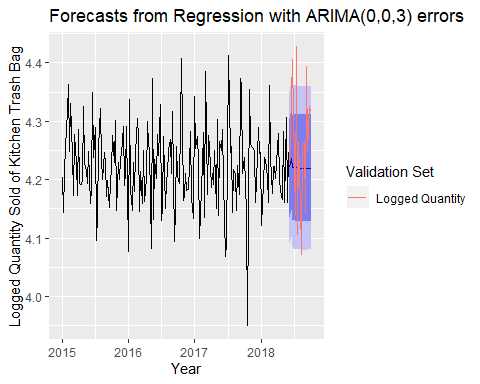 Forecasts from Regression with ARIMA(0,0,3) errors
Logged Quantity Sold of Kitchen Trash Bag
4.4
4.3
4.2
4.1
4.0
2015 2016 2017 2018
Year
Validation Set
Logged Quantity